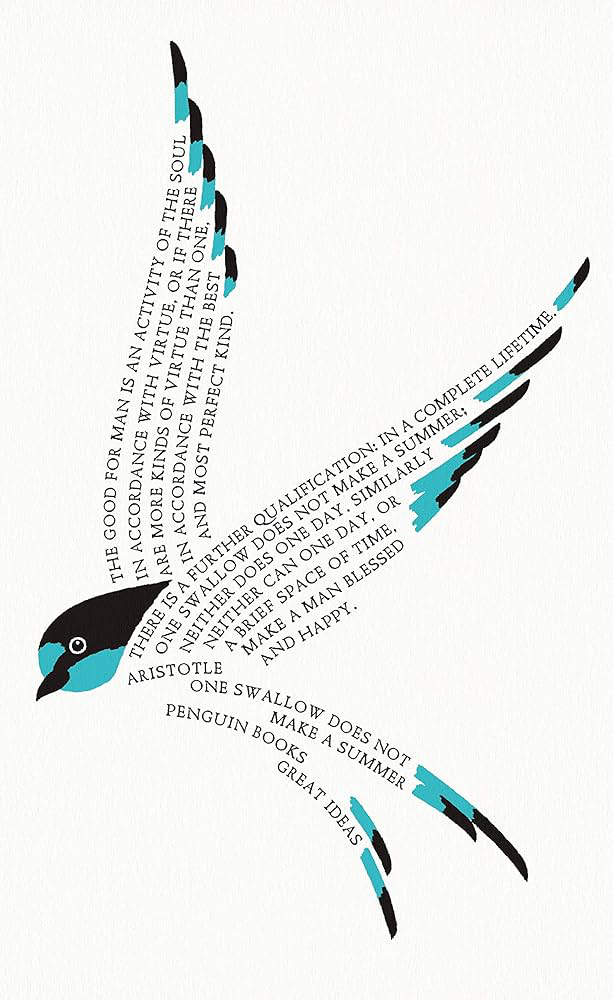 THE GOOD FOR MAN IS AN ACTIVITY OF THE SOUL
IN ACCORDANCE WITH VIRTUE, OR IF THERE
ARE MORE KINDS OF VIRTUE THAN ONE,
IN ACCORDANCE WITH THE BEST
AND MOST PERFECT KIND.
THERE IS A FURTHER QUALIFICATION: IN A COMPLETE LIFETIME.
ONE SWALLOW DOES NOT MAKE A SUMMER;
NEITHER DOES ONE DAY. SIMILARLY
NEITHER CAN ONE DAY, OR
A BRIEF SPACE OF TIME,
MAKE A MAN BLESSED
AND HAPPY.
ARISTOTLE
ONE SWALLOW DOES NOT
MAKE A SUMMER
PENGUIN BOOKS
GREAT IDEAS